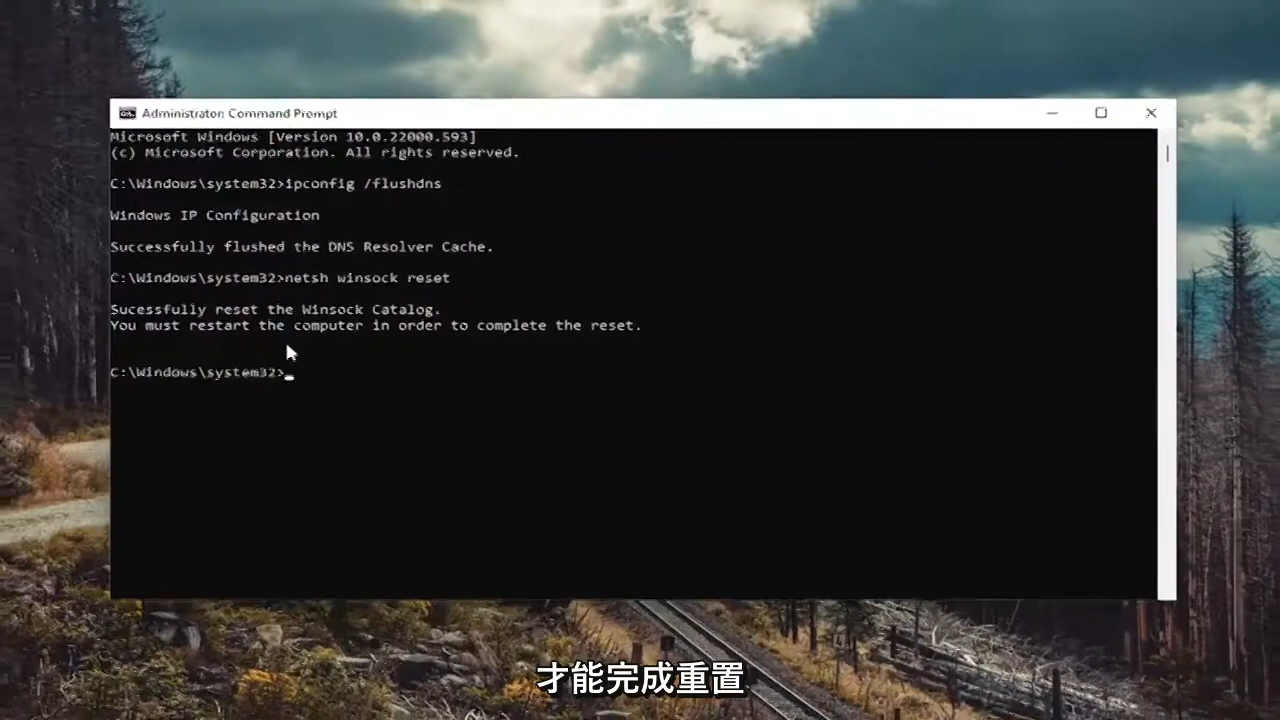 Administrator: Command Prompt
Microsoft Windows [Version 10.0.22000.593]
(c) Microsoft Corporation. All rights reserved.
C:\Windows\system32>ipconfig /flushdns
Windows IP Configuration
Successfully flushed the DNS Resolver Cache.
C:\Windows\system32>netsh winsock reset
Sucessfully reset the Winsock Catalog.
You must restart the computer in order to complete the reset.
C:\Windows\system32>
才能完成重置